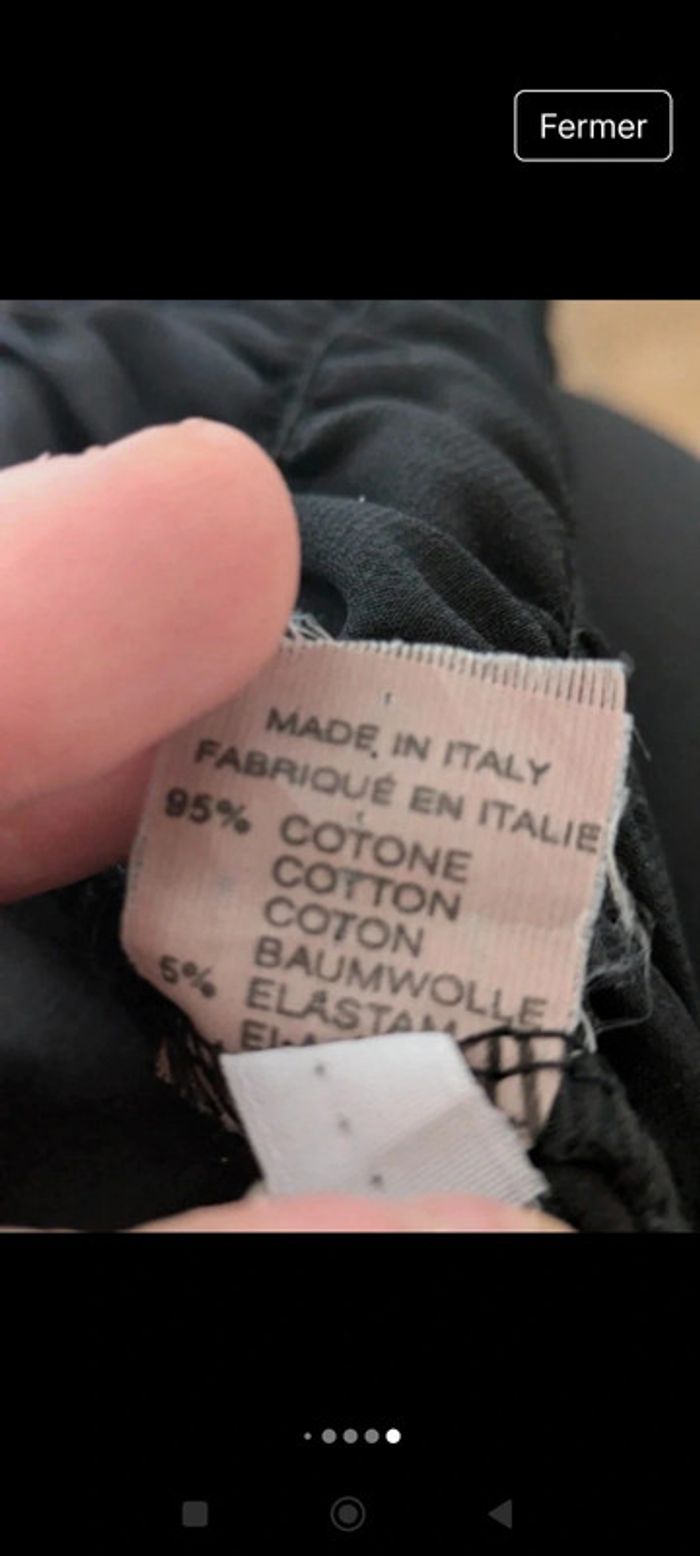 Fermer
MADE IN ITALY
FABRIQUÉ EN ITALIE
95% COTONE
COTTON
COTON
BAUMWOLLE
5% ELASTAM